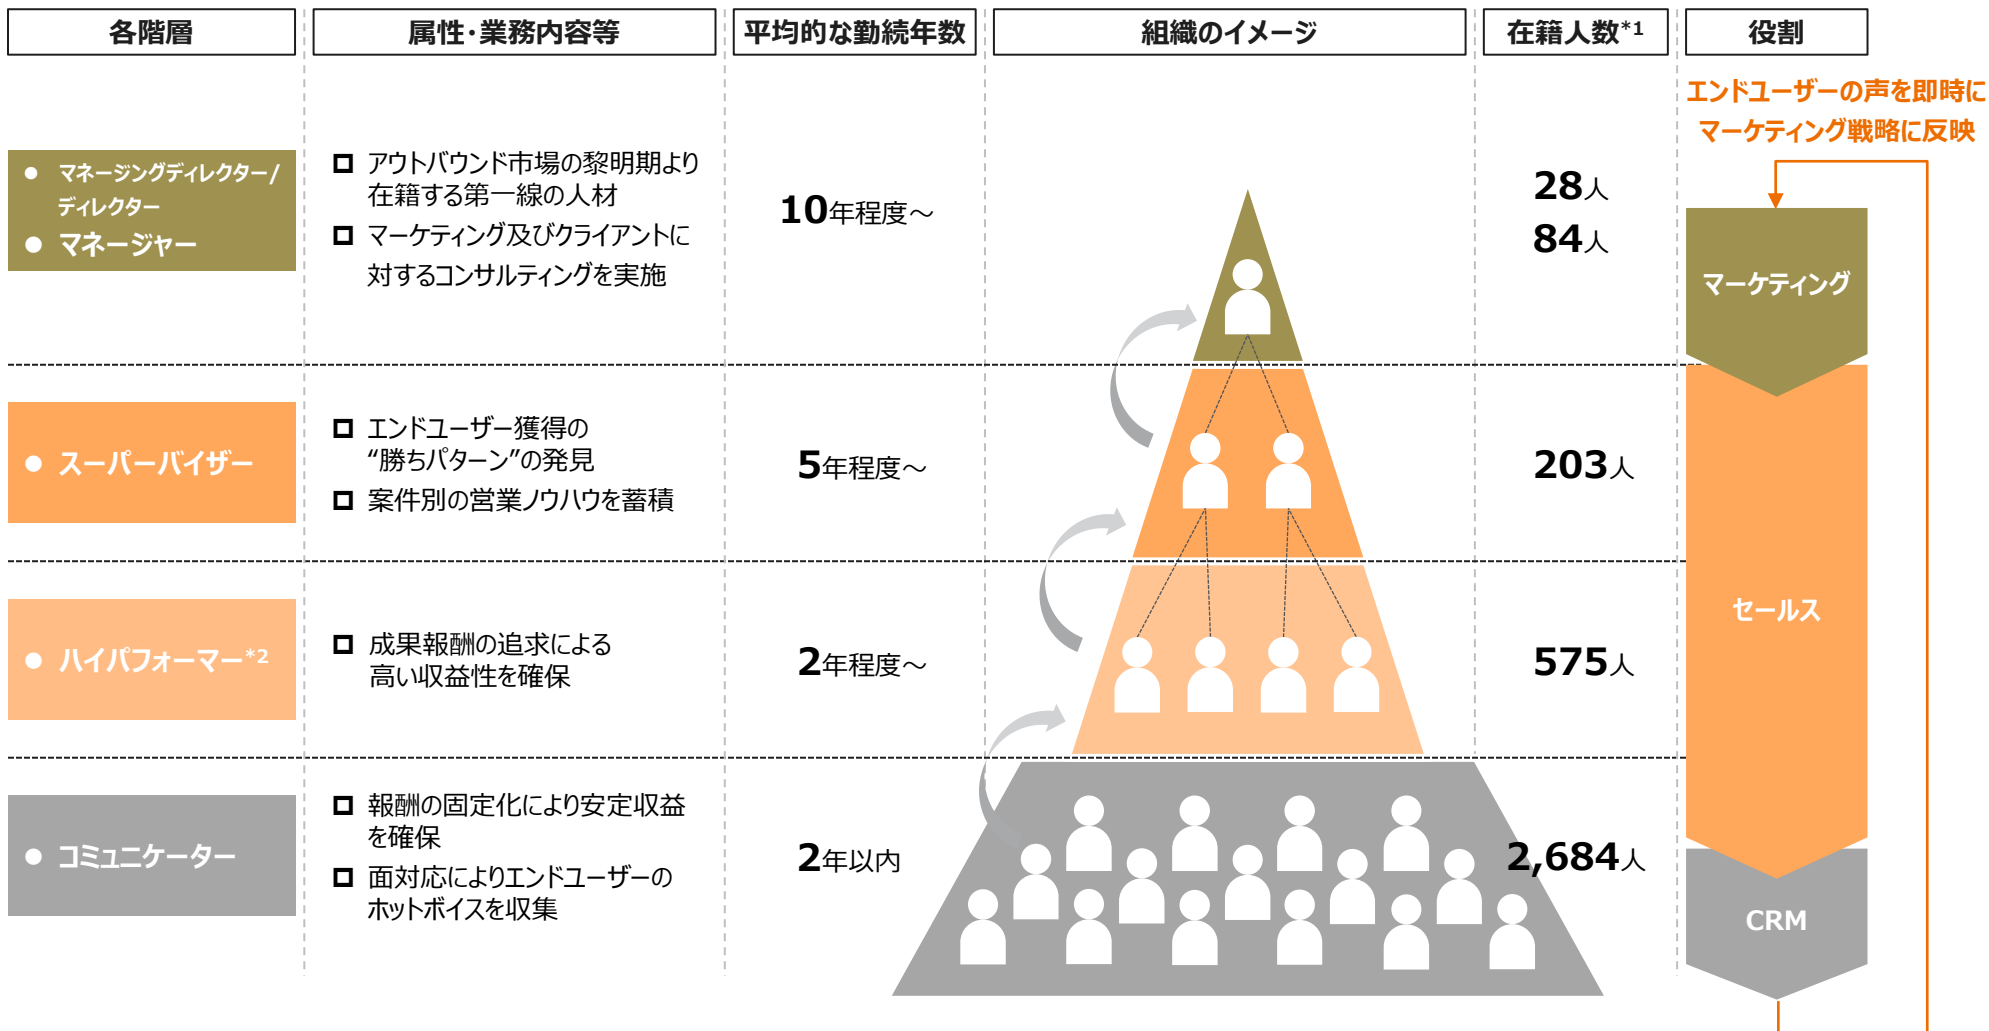 各階層
属性・業務内容等
平均的な勤続年数
組織のイメージ
在籍人数*1
役割
エンドユーザーの声を即時に
マーケティング戦略に反映
● マネージングディレクター/
ディレクター
● マネージャー
アウトバウンド市場の黎明期より
在籍する第一線の人材
マーケティング及びクライアントに
対するコンサルティングを実施
10年程度～
28人
84人
マーケティング
● スーパーバイザー
エンドユーザー獲得の
“勝ちパターン”の発見
案件別の営業ノウハウを蓄積
5年程度～
203人
セールス
● ハイパフォーマー*2
成果報酬の追求による
高い収益性を確保
2年程度～
575人
● コミュニケーター
報酬の固定化により安定収益
を確保
面対応によりエンドユーザーの
ホットボイスを収集
2年以内
2,684人
CRM